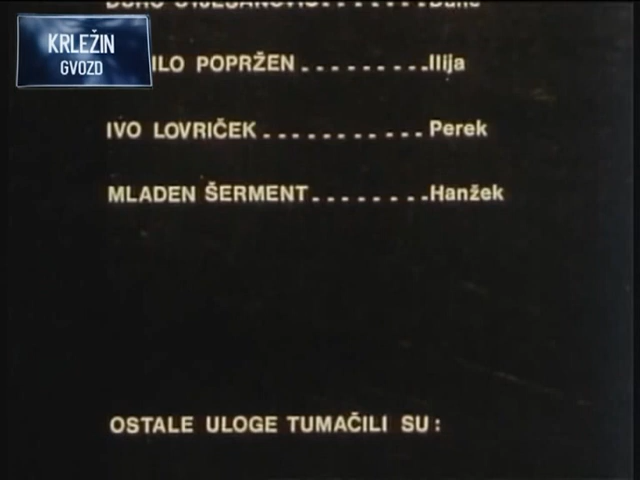 KRLEŽIN
GVOZD
ILO POPRŽEN.........Ilija
IVO LOVRIČEK............Perek
MLADEN ŠERMENT........Hanžek
OSTALE ULOGE TUMAČILI SU: